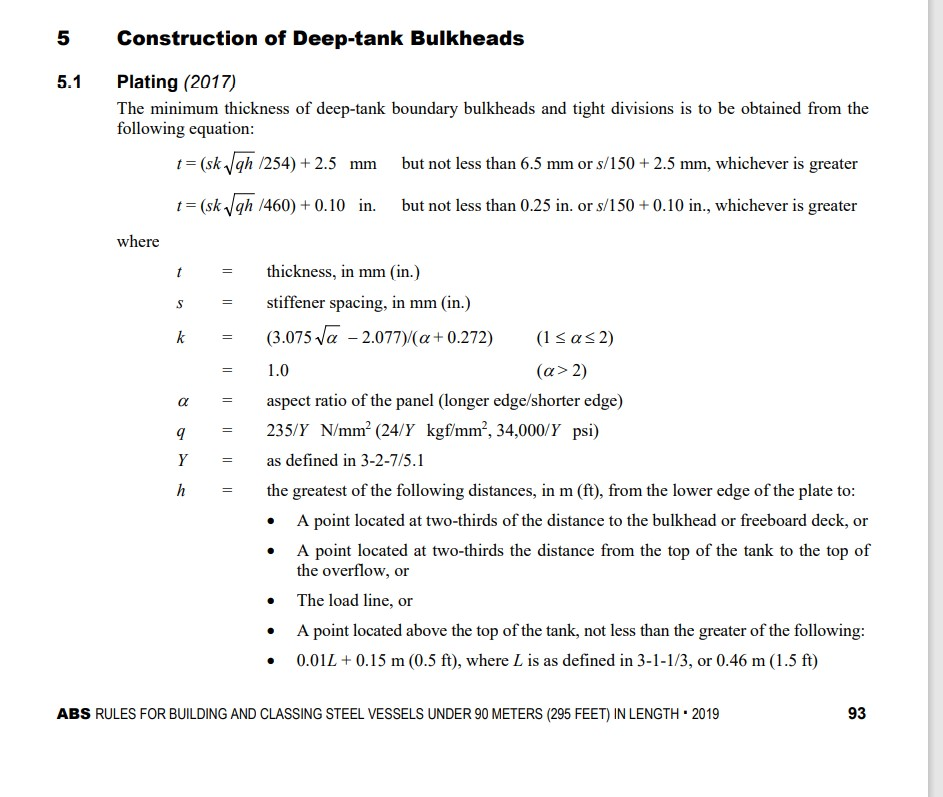 5 Construction of Deep-tank Bulkheads
5.1 Plating (2017)
The minimum thickness of deep-tank boundary bulkheads and tight divisions is to be obtained from the
following equation:
t = (sk√qh /254) + 2.5 mm but not less than 6.5 mm or s/150 + 2.5 mm, whichever is greater
t = (sk√qh /460) + 0.10 in. but not less than 0.25 in. or s/150 + 0.10 in., whichever is greater
where
t = thickness, in mm (in.)
s = stiffener spacing, in mm (in.)
k = (3.075√α − 2.077)/(α + 0.272) (1 ≤ α ≤ 2)
= 1.0 (α > 2)
α = aspect ratio of the panel (longer edge/shorter edge)
q = 235/Y N/mm² (24/Y kgf/mm², 34,000/Y psi)
Y = as defined in 3-2-7/5.1
h = the greatest of the following distances, in m (ft), from the lower edge of the plate to:
• A point located at two-thirds of the distance to the bulkhead or freeboard deck, or
• A point located at two-thirds the distance from the top of the tank to the top of
the overflow, or
• The load line, or
• A point located above the top of the tank, not less than the greater of the following:
• 0.01L + 0.15 m (0.5 ft), where L is as defined in 3-1-1/3, or 0.46 m (1.5 ft)
ABS RULES FOR BUILDING AND CLASSING STEEL VESSELS UNDER 90 METERS (295 FEET) IN LENGTH • 2019 93